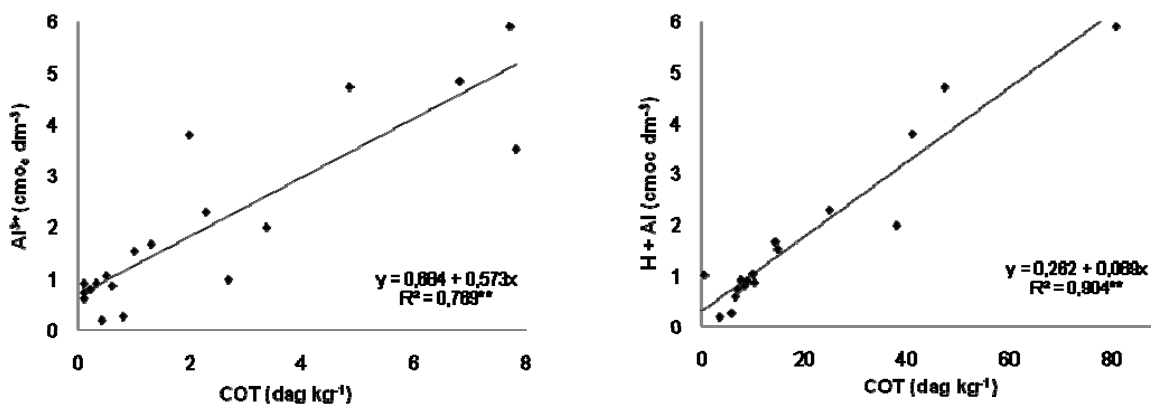 6
5
4
3
2
1
0
Al³⁺ (cmolc dm⁻³)
y = 0,684 + 0,573x
R² = 0,789**
0 2 4 6 8
COT (dag kg⁻¹)
6
5
4
3
2
1
0
H + Al (cmoc dm⁻³)
y = 0,262 + 0,069x
R² = 0,904**
0 20 40 60 80
COT (dag kg⁻¹)